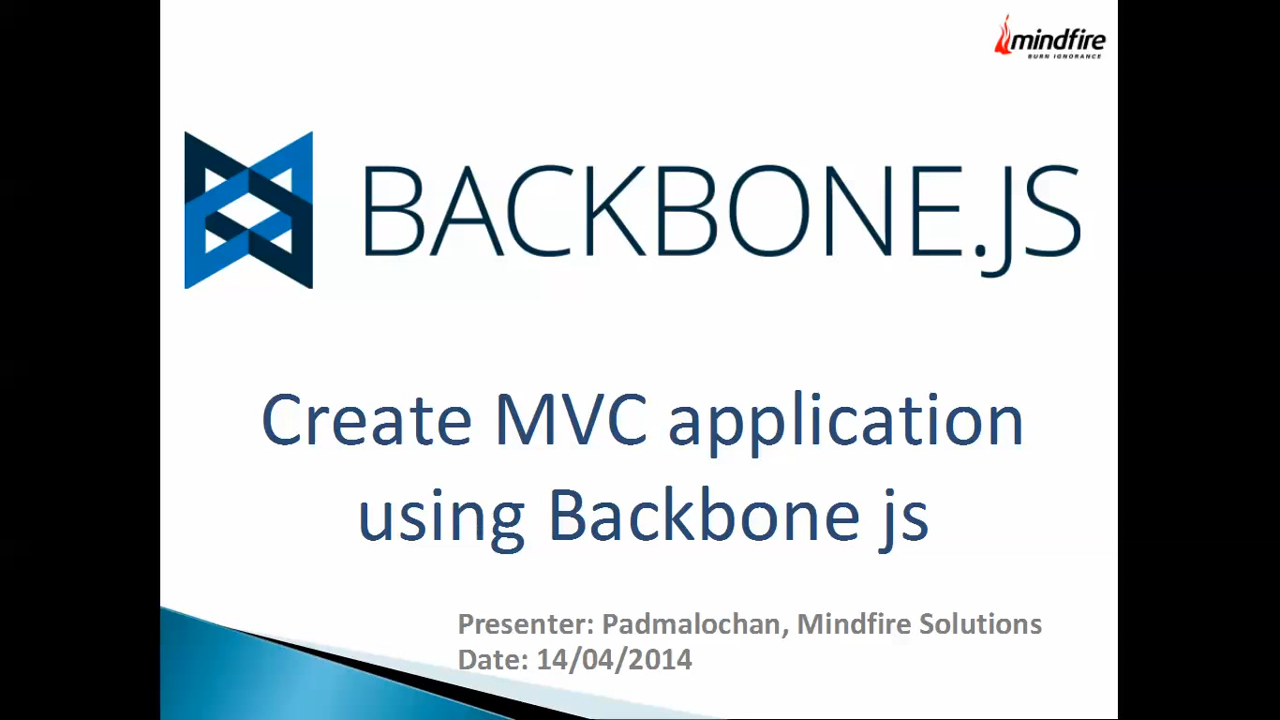 mindfire
BURN IGNORANCE
BACKBONE.JS
Create MVC application
using Backbone js
Presenter: Padmalochan, Mindfire Solutions
Date: 14/04/2014